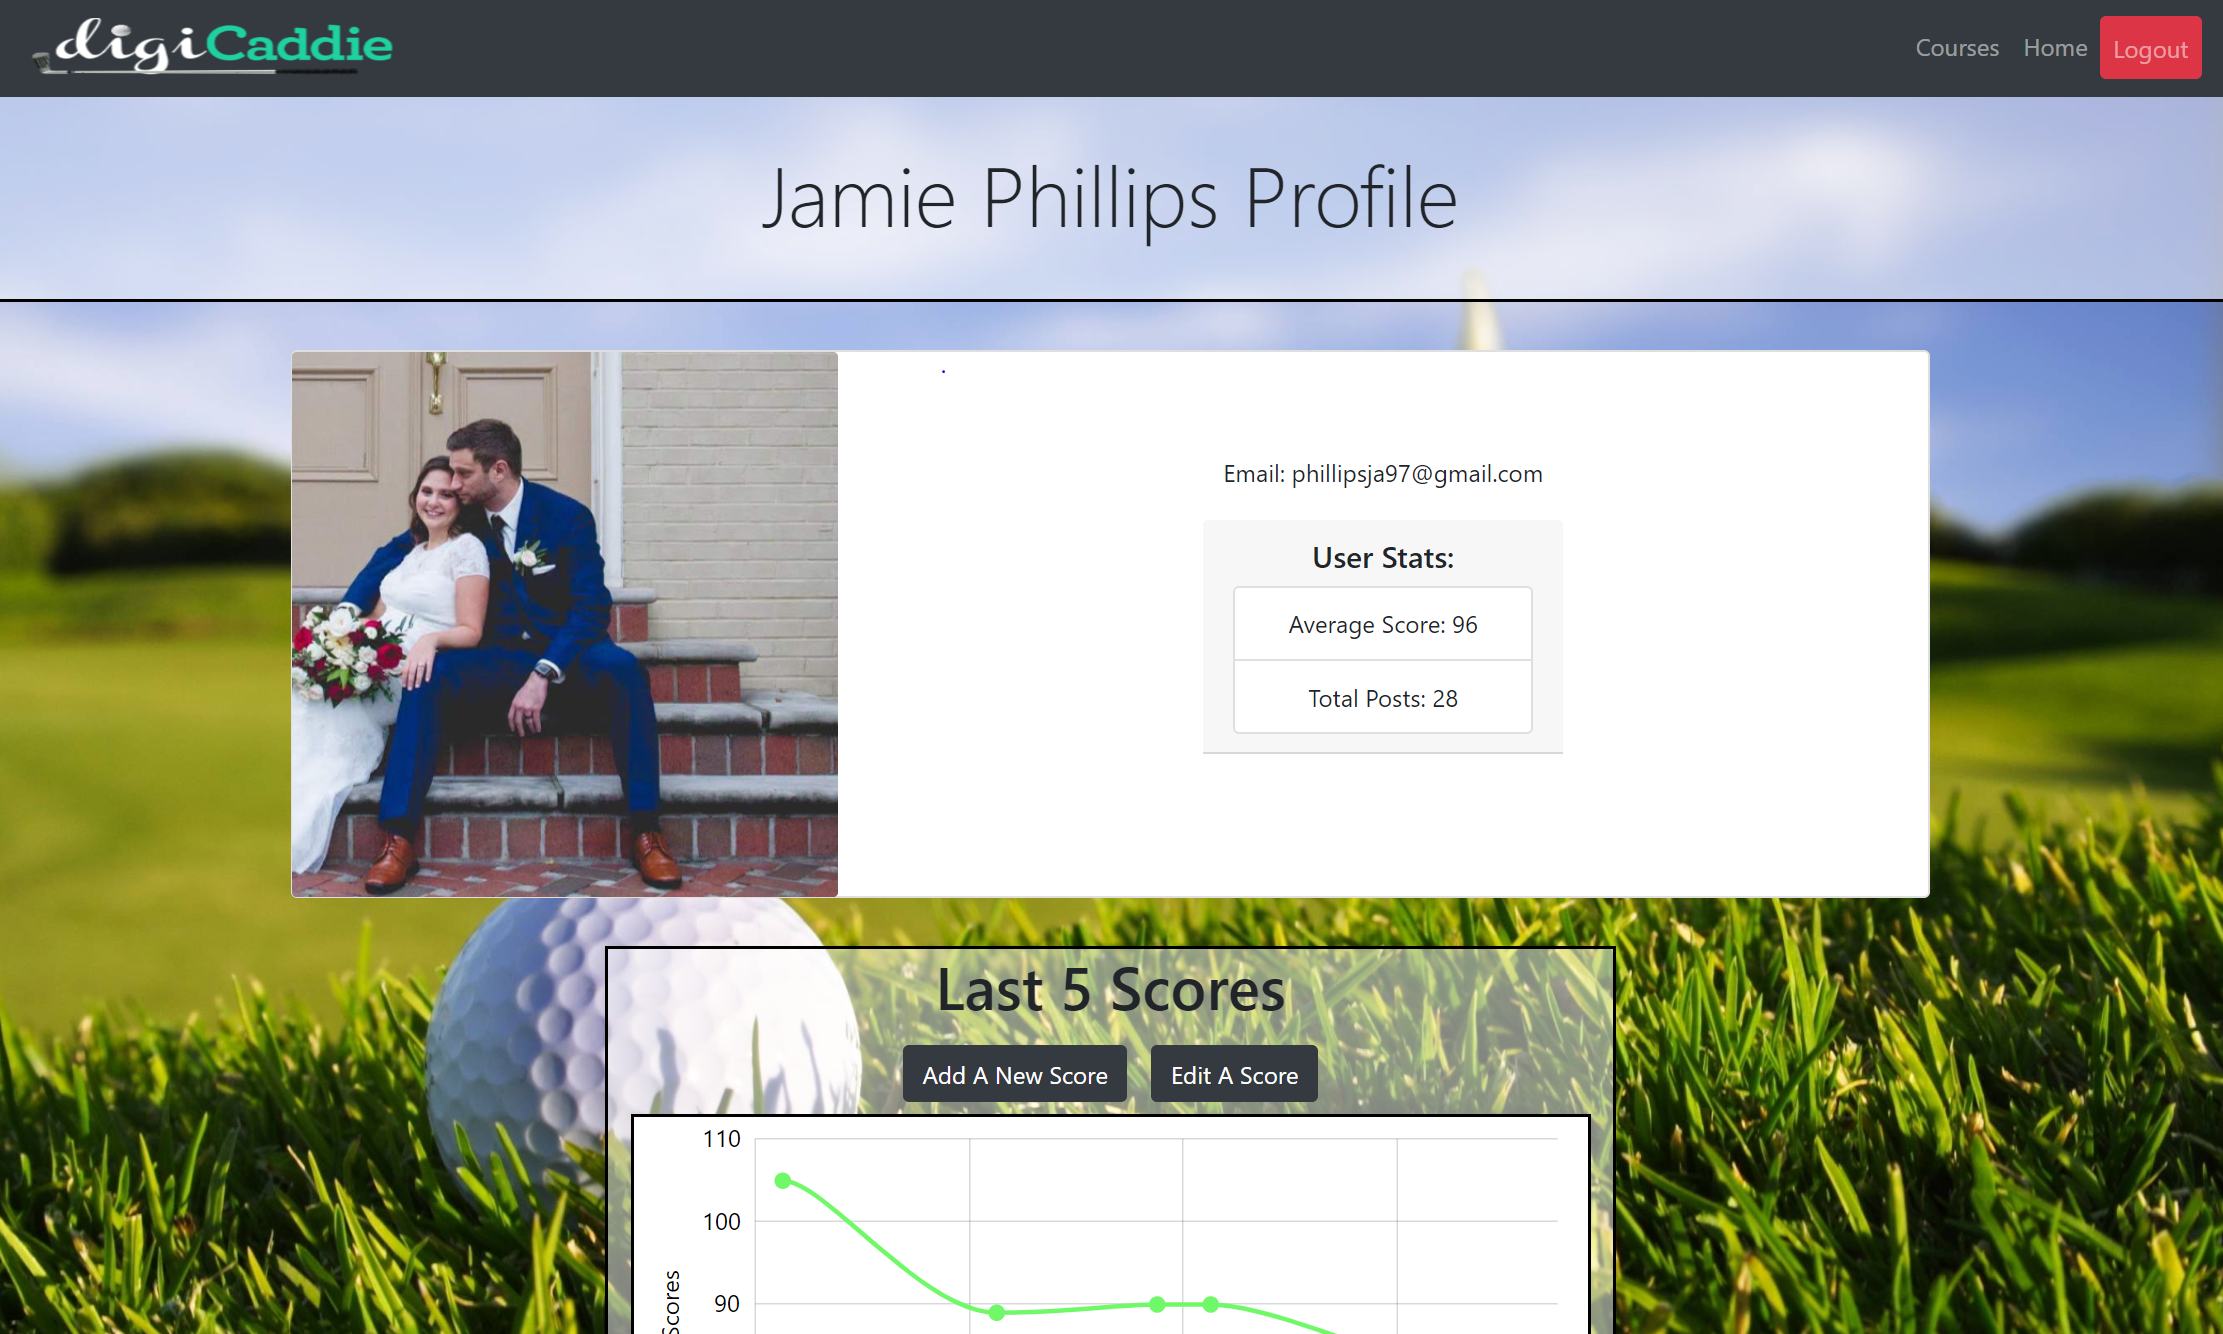 digiCaddie
Courses Home Logout
Jamie Phillips Profile
Email: phillipsja97@gmail.com
User Stats:
Average Score: 96
Total Posts: 28
Last 5 Scores
Add A New Score Edit A Score
110
100
90
Scores